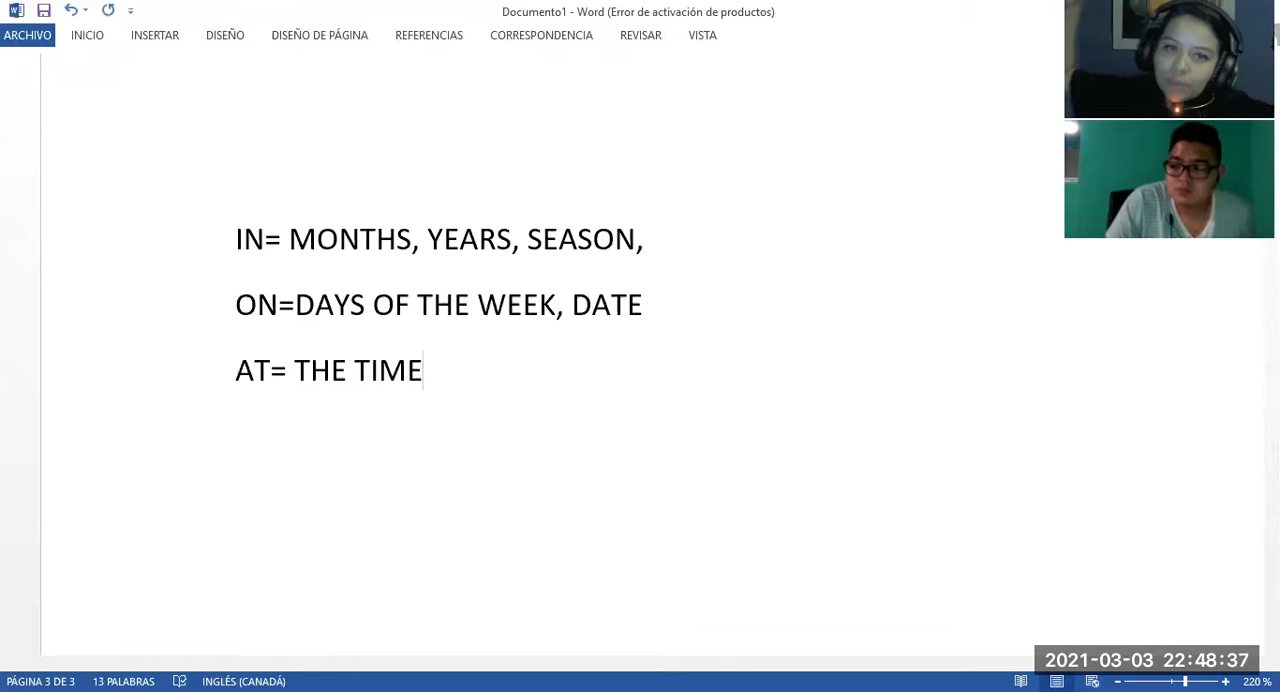 Documento1 - Word (Error de activación de productos)
ARCHIVO INICIO INSERTAR DISEÑO DISEÑO DE PÁGINA REFERENCIAS CORRESPONDENCIA REVISAR VISTA
IN= MONTHS, YEARS, SEASON,
ON=DAYS OF THE WEEK, DATE
AT= THE TIME
2021-03-03 22:48:37
PÁGINA 3 DE 3 13 PALABRAS INGLÉS (CANADÁ) 220 %